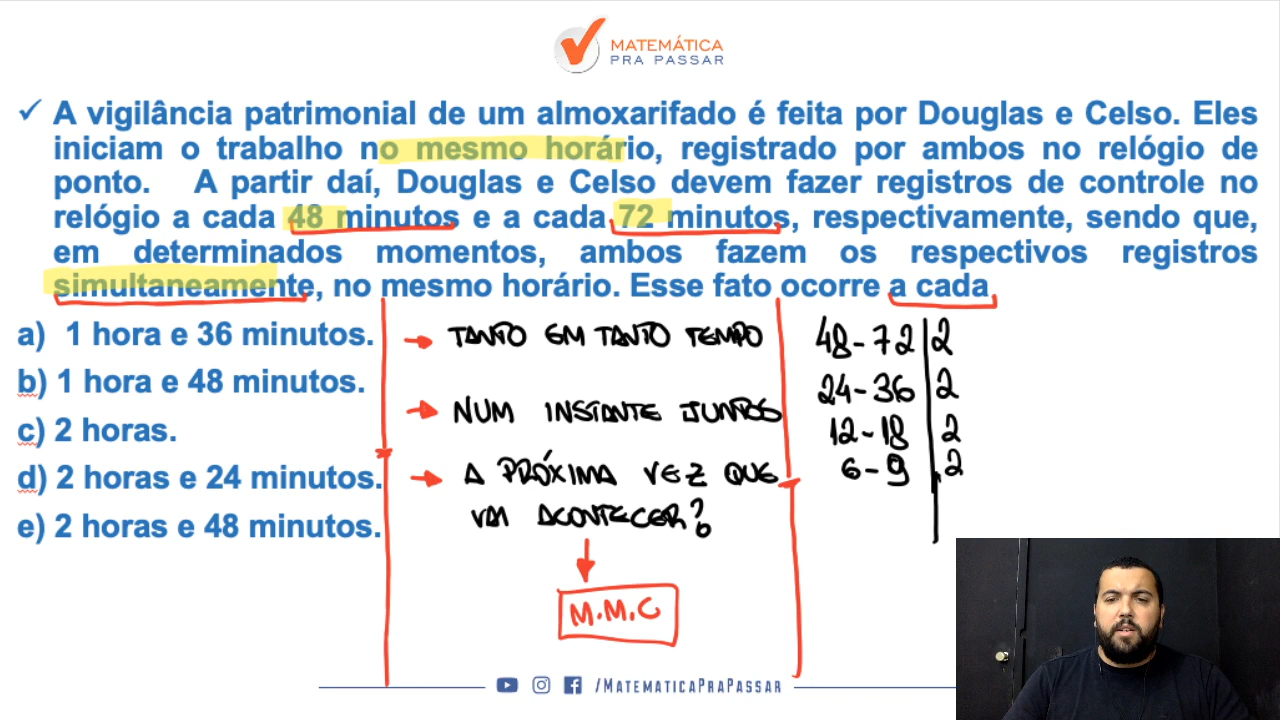 MATEMÁTICA
PRA PASSAR
✓ A vigilância patrimonial de um almoxarifado é feita por Douglas e Celso. Eles
iniciam o trabalho no mesmo horário, registrado por ambos no relógio de
ponto. A partir daí, Douglas e Celso devem fazer registros de controle no
relógio a cada 48 minutos e a cada 72 minutos, respectivamente, sendo que,
em determinados momentos, ambos fazem os respectivos registros
simultaneamente, no mesmo horário. Esse fato ocorre a cada
a) 1 hora e 36 minutos.
b) 1 hora e 48 minutos.
c) 2 horas.
d) 2 horas e 24 minutos.
e) 2 horas e 48 minutos.
→ TANTO EM TANTO TEMPO
→ NUM INSTANTE JUNTOS
→ A PRÓXIMA VEZ QUE
VAI ACONTECER?
M.M.C
48-72|2
24-36|2
12-18|2
6-9|2
/MATEMATICAPRAPASSAR